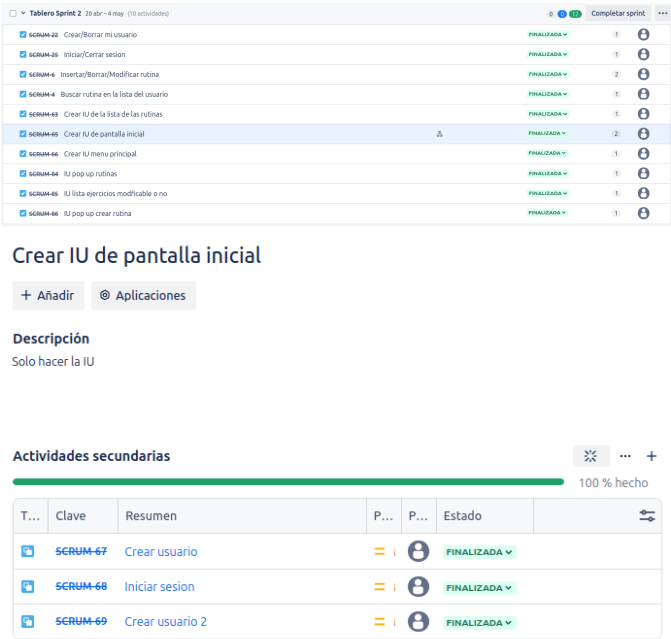 Tablero Sprint 2 20 abr – 4 may (10 actividades) 0 0 12 Completar sprint
SCRUM-22 Crear/Borrar mi usuario FINALIZADA 1
SCRUM-25 Iniciar/Cerrar sesion FINALIZADA 1
SCRUM-6 Insertar/Borrar/Modificar rutina FINALIZADA 2
SCRUM-4 Buscar rutina en la lista del usuario FINALIZADA 1
SCRUM-63 Crear IU de la lista de las rutinas FINALIZADA 1
SCRUM-65 Crear IU de pantalla inicial FINALIZADA 2
SCRUM-66 Crear IU menu principal FINALIZADA 1
SCRUM-84 IU pop up rutinas FINALIZADA 1
SCRUM-85 IU lista ejercicios modficable o no FINALIZADA 1
SCRUM-86 IU pop up crear rutina FINALIZADA 1
Crear IU de pantalla inicial
Añadir Aplicaciones
Descripción
Solo hacer la IU
Actividades secundarias
100 % hecho
T... Clave Resumen P... P... Estado
SCRUM-67 Crear usuario FINALIZADA
SCRUM-68 Iniciar sesion FINALIZADA
SCRUM-69 Crear usuario 2 FINALIZADA